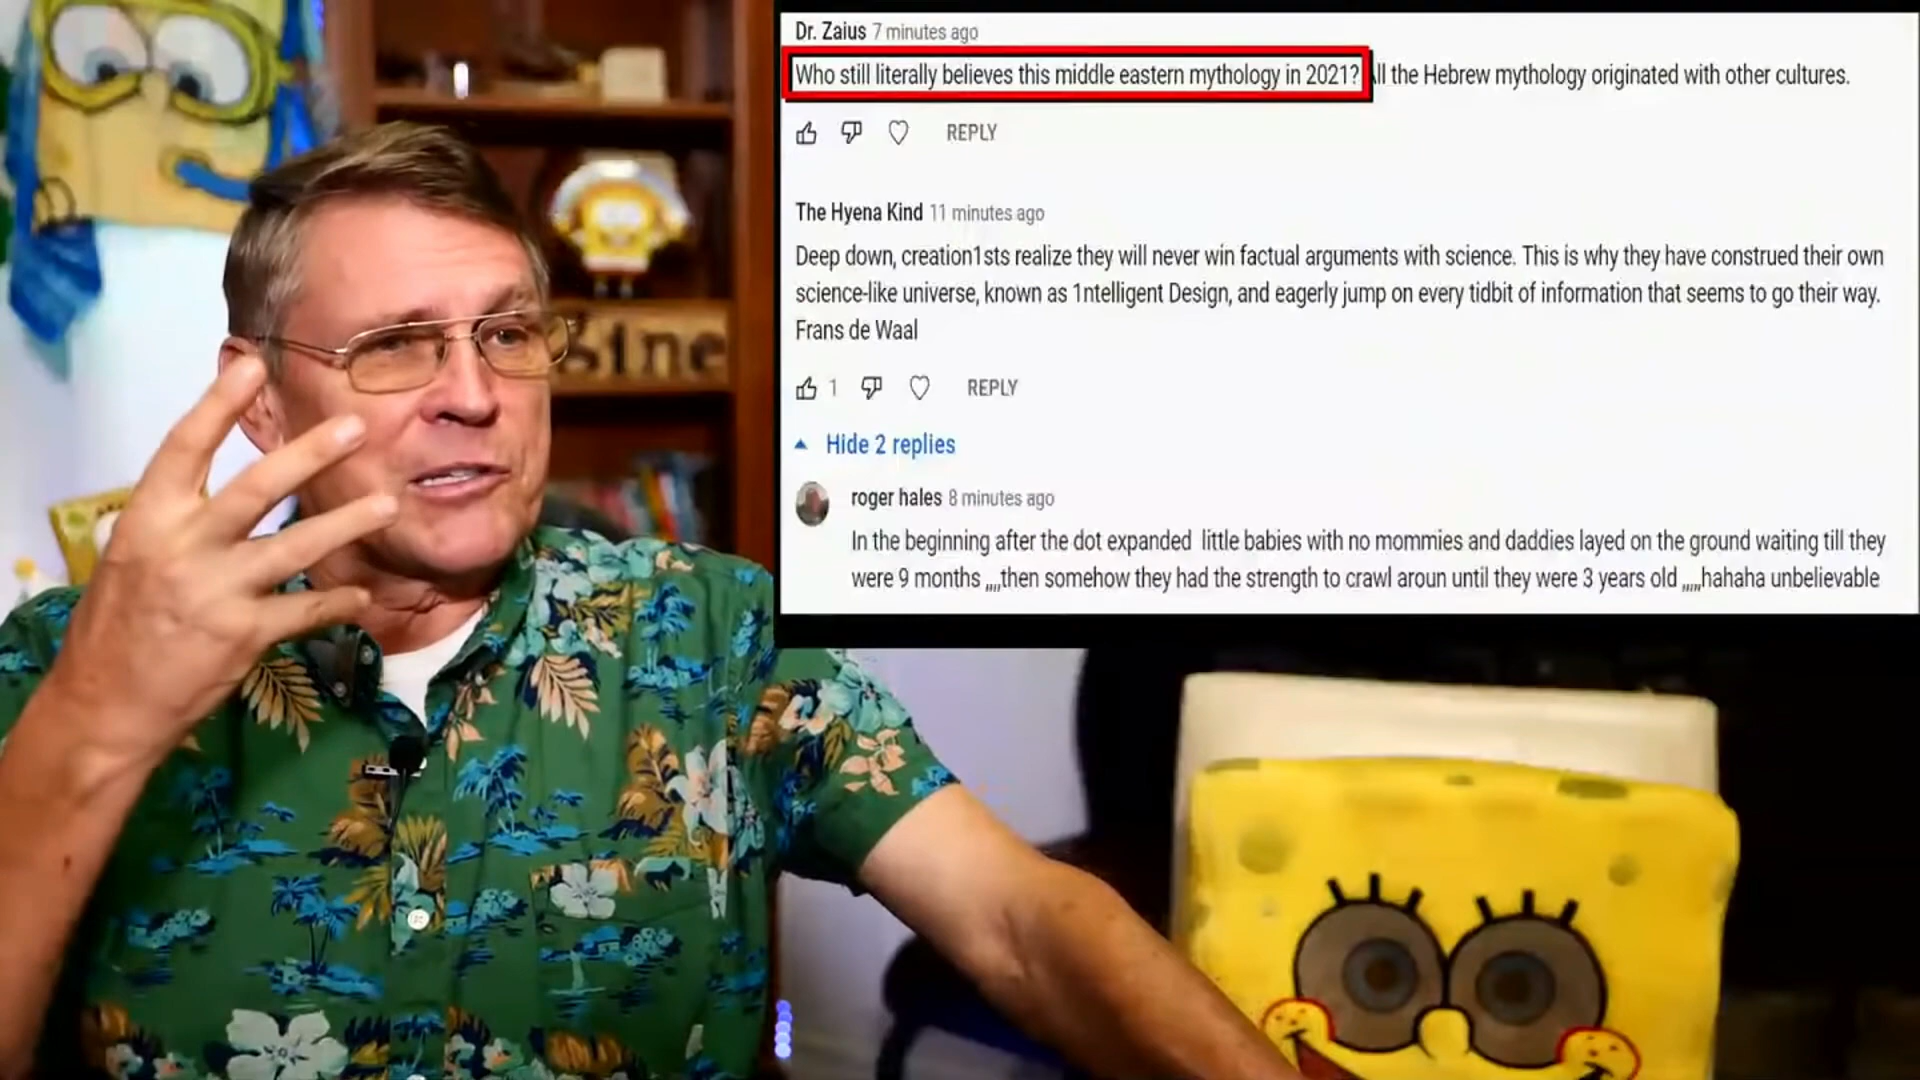 Dr. Zaius 7 minutes ago
Who still literally believes this middle eastern mythology in 2021? ll the Hebrew mythology originated with other cultures.
REPLY
The Hyena Kind 11 minutes ago
Deep down, creation1sts realize they will never win factual arguments with science. This is why they have construed their own
science-like universe, known as 1ntelligent Design, and eagerly jump on every tidbit of information that seems to go their way.
Frans de Waal
1 REPLY
Hide 2 replies
roger hales 8 minutes ago
In the beginning after the dot expanded little babies with no mommies and daddies layed on the ground waiting till they
were 9 months ,,,,then somehow they had the strength to crawl aroun until they were 3 years old ,,,,,hahaha unbelievable
gine